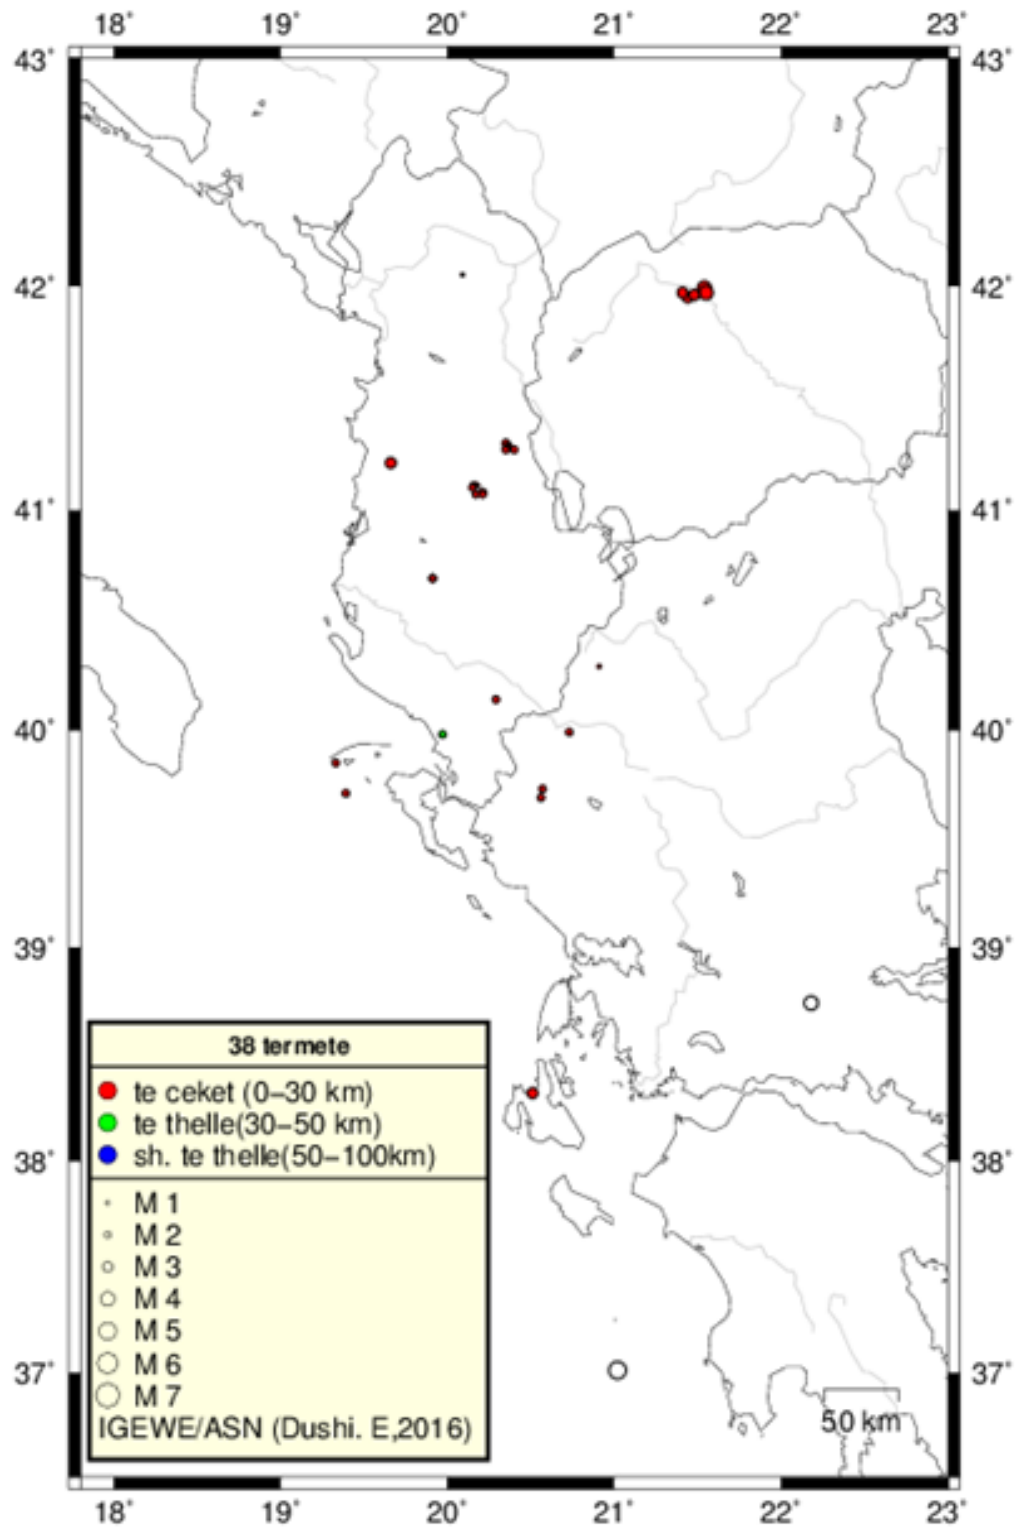 18° 19° 20° 21° 22° 23°
43° 43°
42° 42°
41° 41°
40° 40°
39° 39°
38 termete
te ceket (0–30 km)
te thelle(30–50 km)
sh. te thelle(50–100km)
38° 38°
M 1
M 2
M 3
M 4
M 5
M 6
M 7
37° 37°
IGEWE/ASN (Dushi. E,2016)
50 km
18° 19° 20° 21° 22° 23°